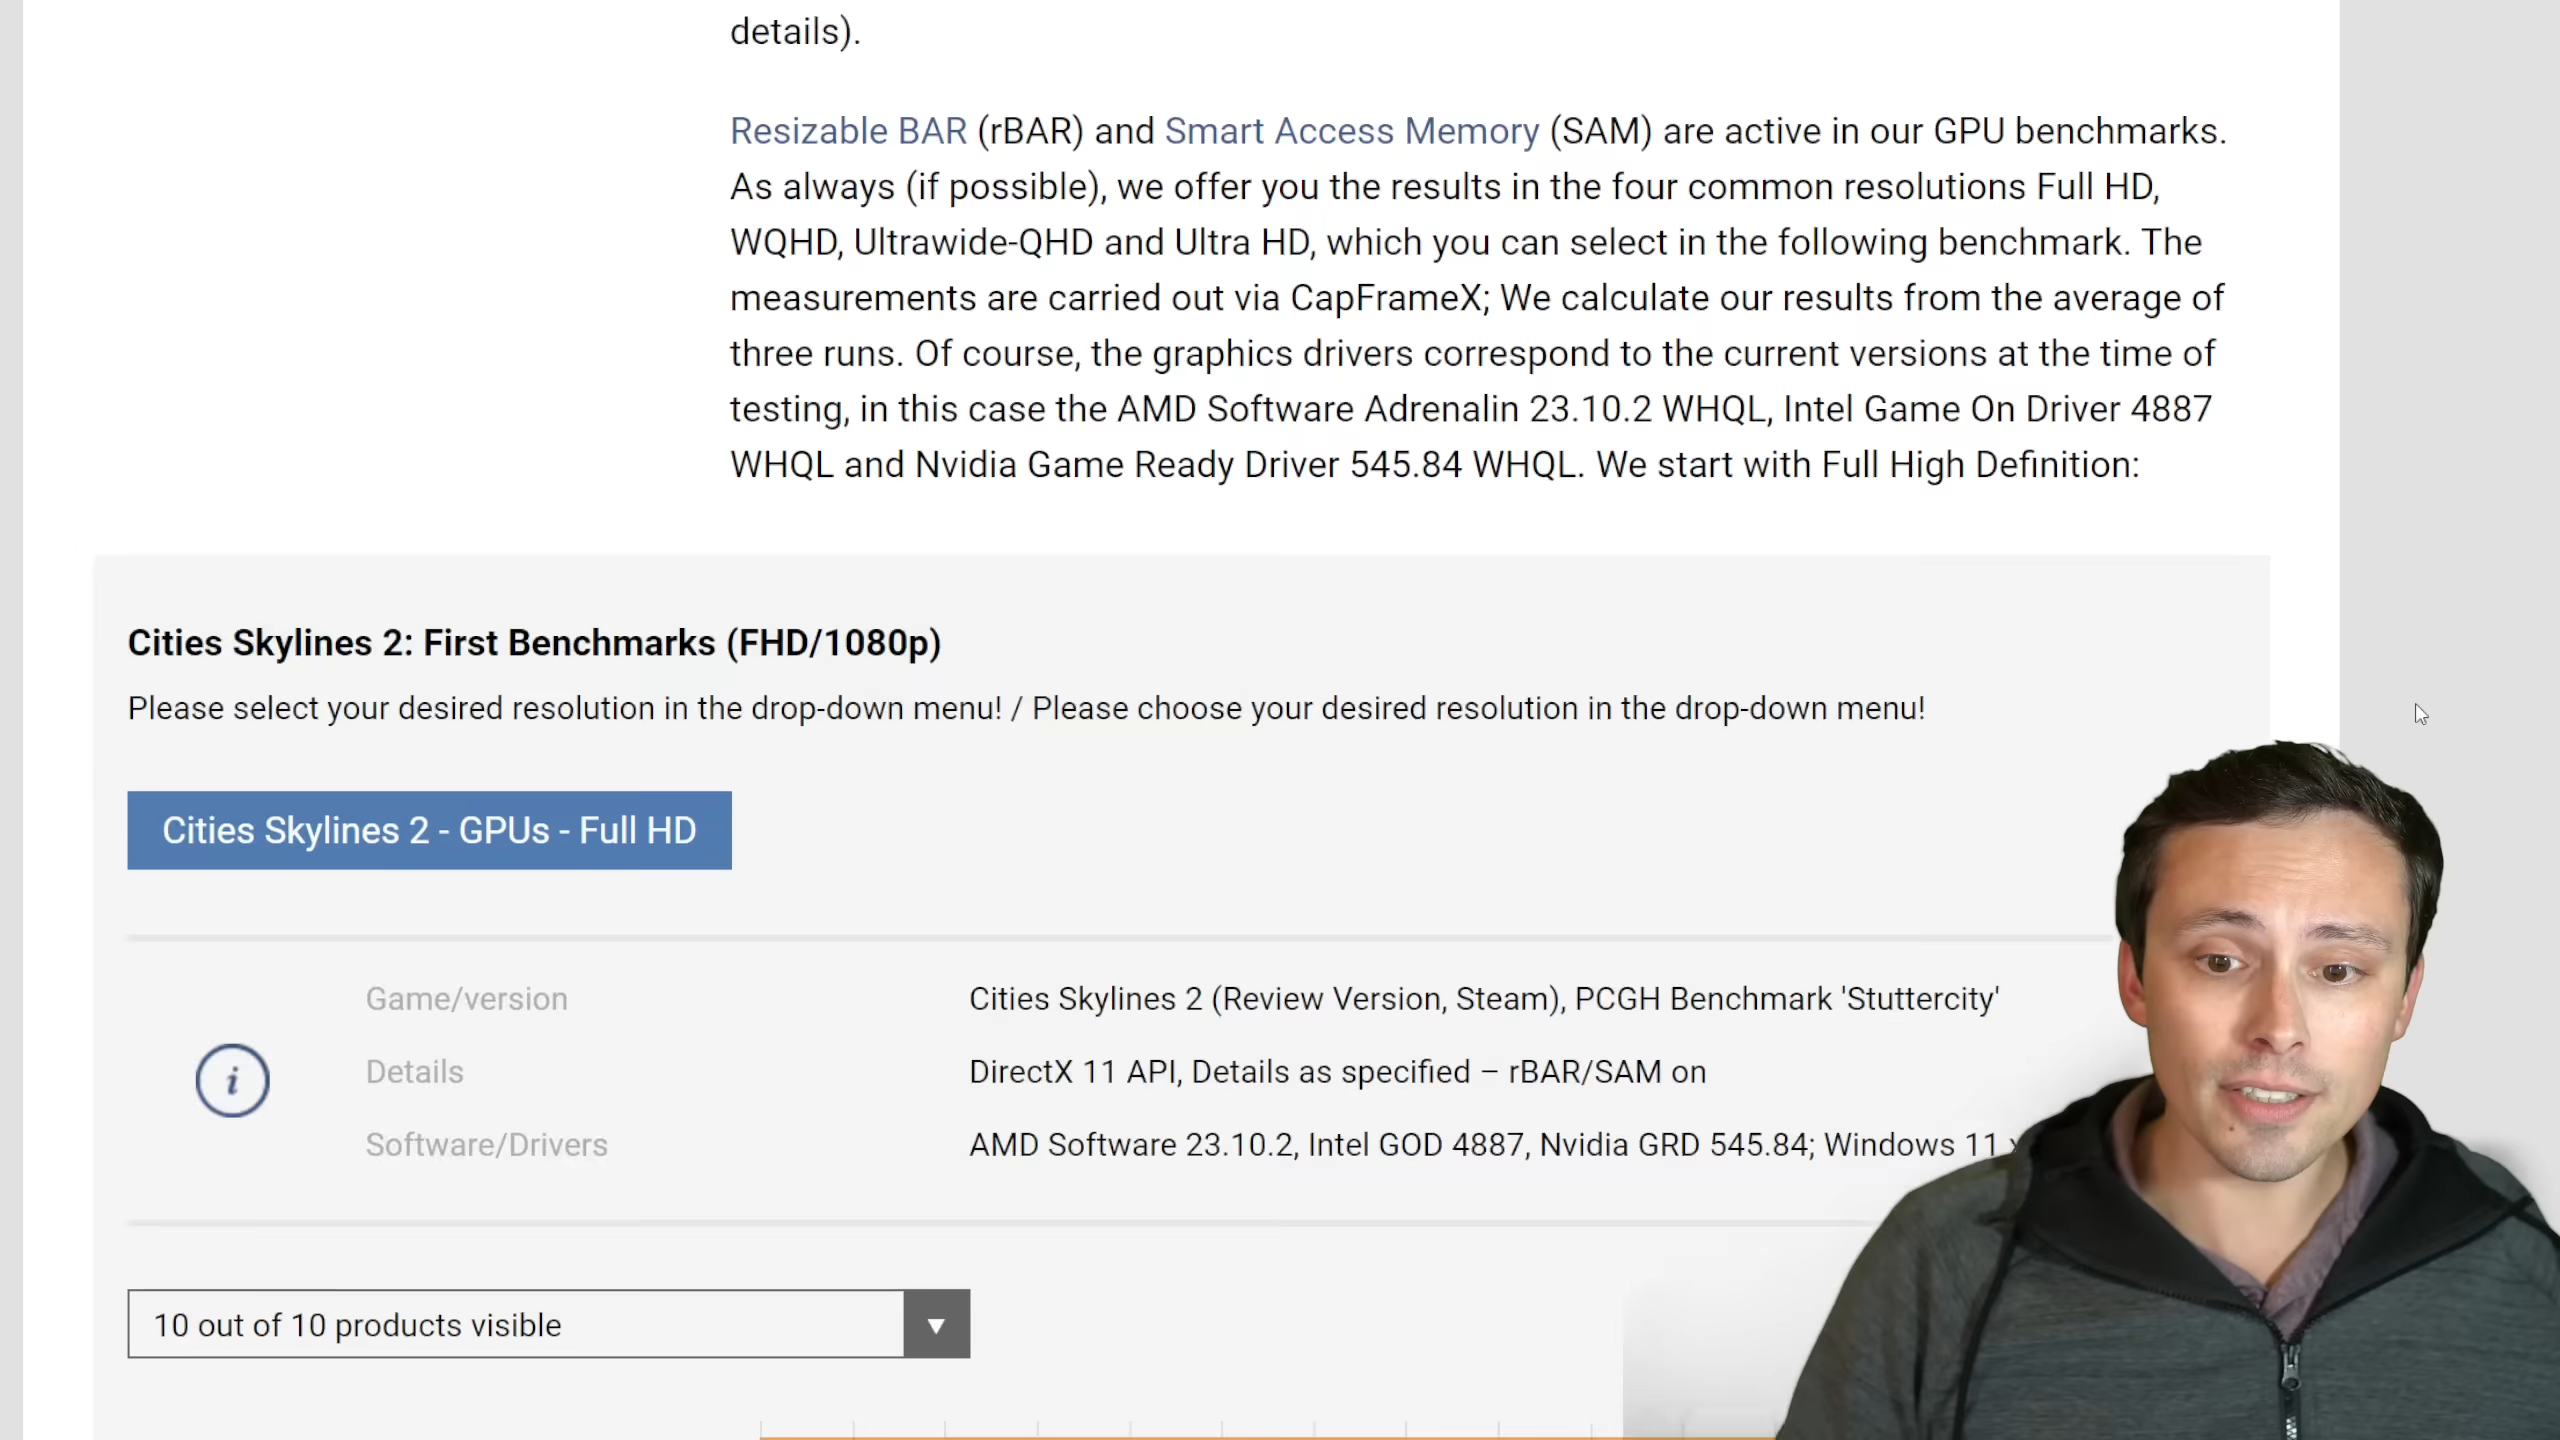 details).
Resizable BAR (rBAR) and Smart Access Memory (SAM) are active in our GPU benchmarks.
As always (if possible), we offer you the results in the four common resolutions Full HD,
WQHD, Ultrawide-QHD and Ultra HD, which you can select in the following benchmark. The
measurements are carried out via CapFrameX; We calculate our results from the average of
three runs. Of course, the graphics drivers correspond to the current versions at the time of
testing, in this case the AMD Software Adrenalin 23.10.2 WHQL, Intel Game On Driver 4887
WHQL and Nvidia Game Ready Driver 545.84 WHQL. We start with Full High Definition:
Cities Skylines 2: First Benchmarks (FHD/1080p)
Please select your desired resolution in the drop-down menu! / Please choose your desired resolution in the drop-down menu!
Cities Skylines 2 - GPUs - Full HD
Game/version
Cities Skylines 2 (Review Version, Steam), PCGH Benchmark 'Stuttercity'
Details
DirectX 11 API, Details as specified – rBAR/SAM on
Software/Drivers
AMD Software 23.10.2, Intel GOD 4887, Nvidia GRD 545.84; Windows 11
10 out of 10 products visible